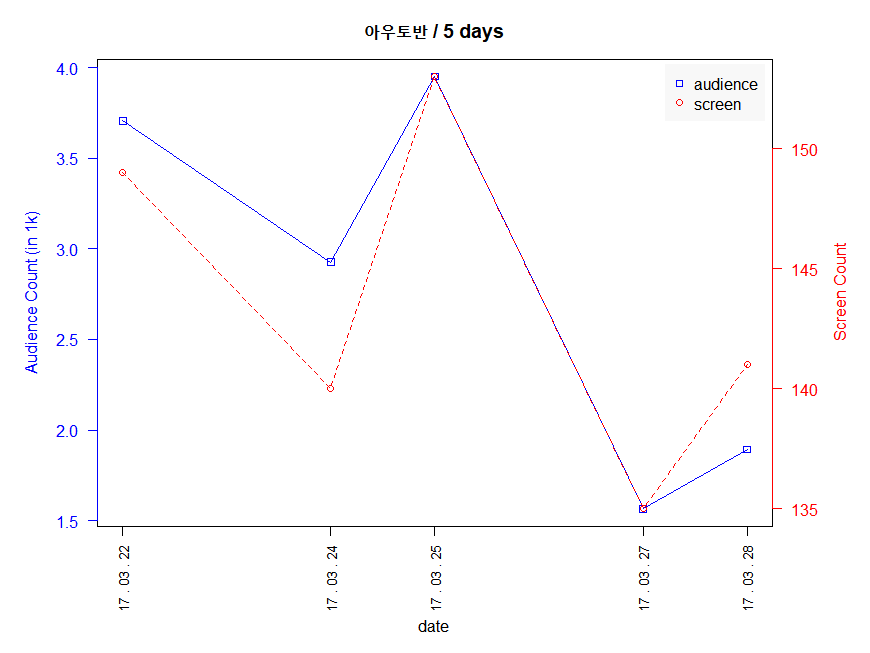 아우토반 / 5 days
audience
screen
4.0
3.5
3.0
2.5
2.0
1.5
Audience Count (in 1k)
150
145
140
135
Screen Count
17 . 03 . 22
17 . 03 . 24
17 . 03 . 25
17 . 03 . 27
17 . 03 . 28
date